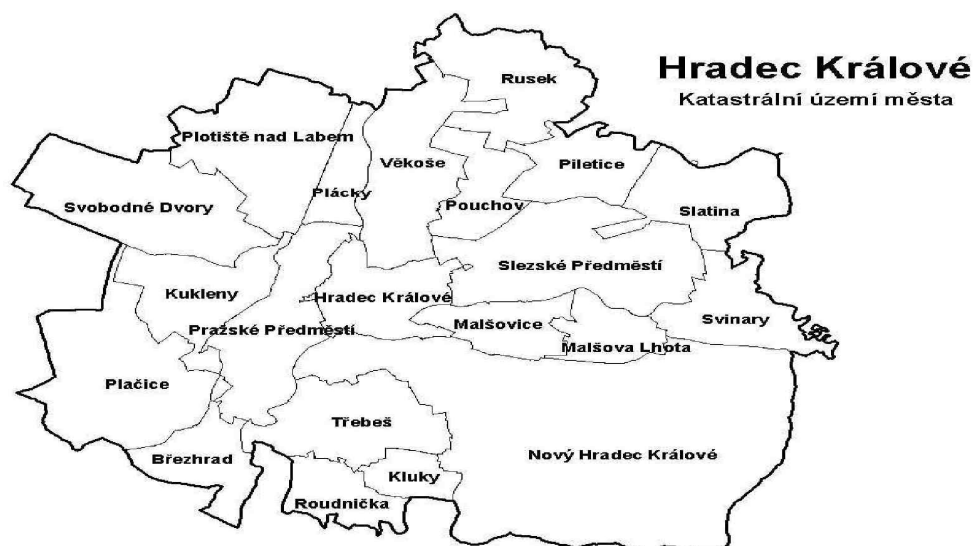 Hradec Králové
Katastrální území města
Rusek
Plotiště nad Labem
Věkoše
Piletice
Plácky
Pouchov
Svobodné Dvory
Slatina
Slezské Předměstí
Kukleny
Hradec Králové
Svinary
Malšovice
Pražské Předměstí
Malšova Lhota
Plačice
Třebeš
Nový Hradec Králové
Březhrad
Kluky
Roudnička